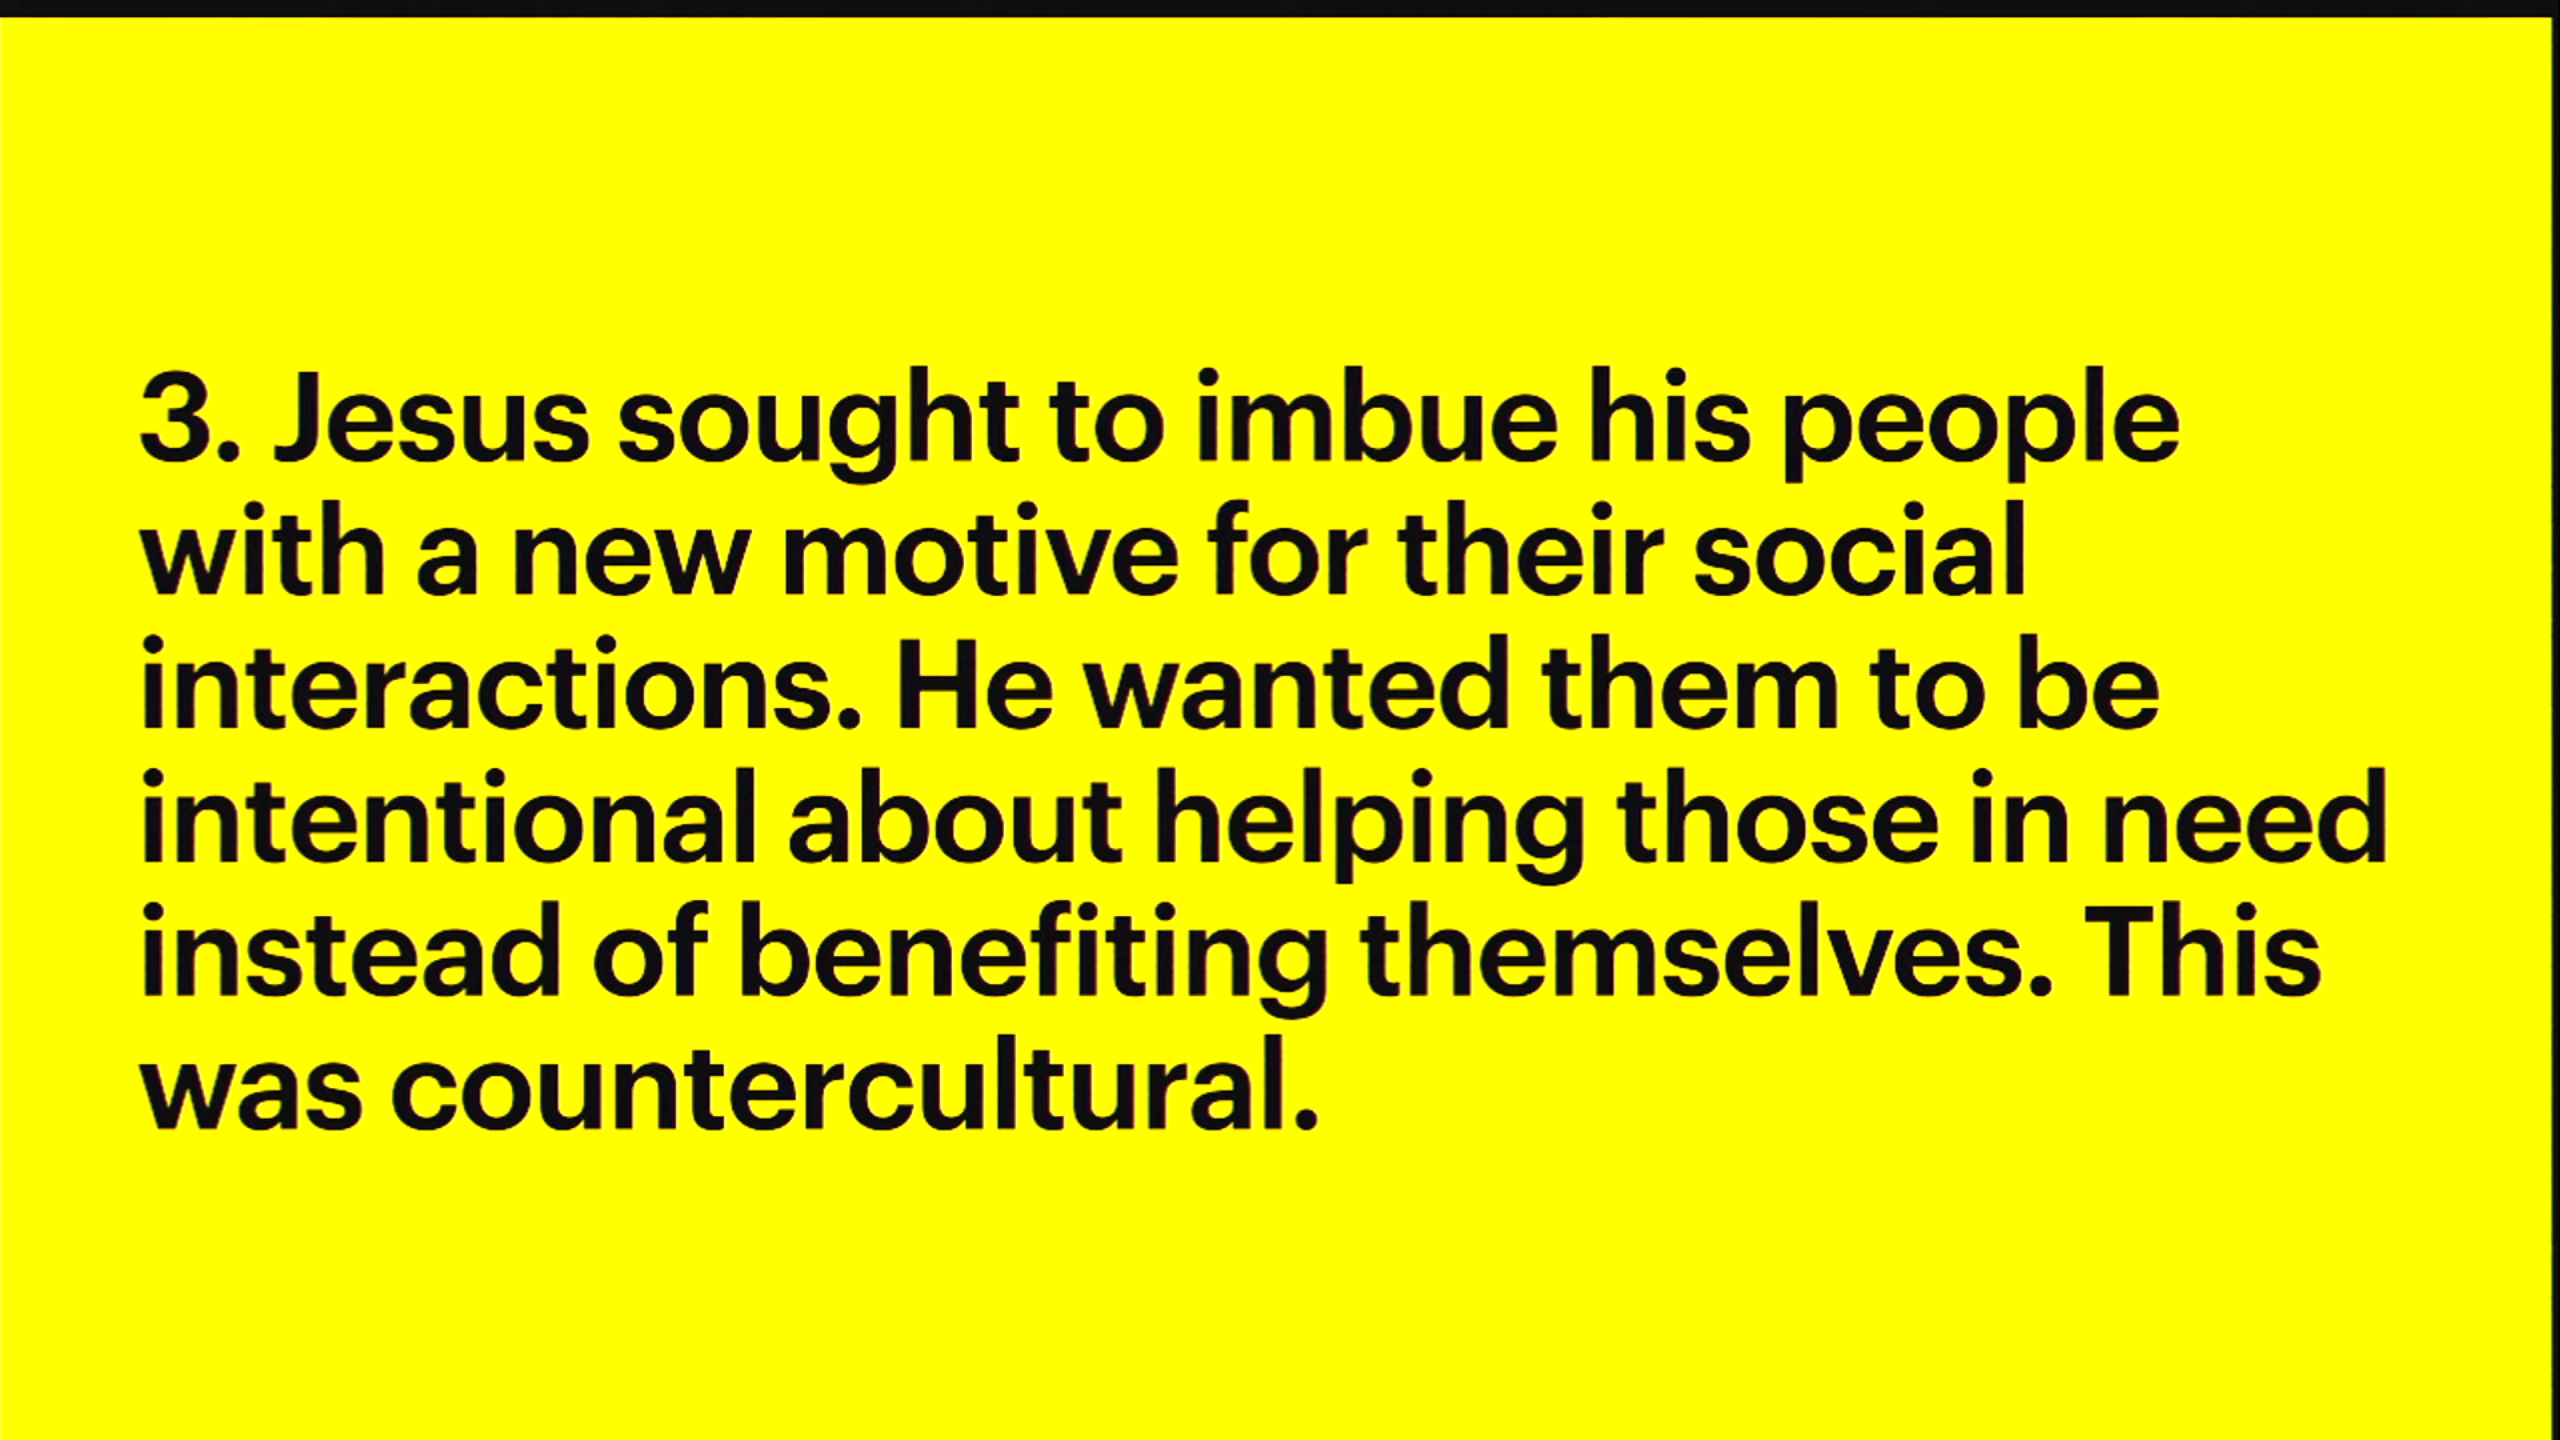 3. Jesus sought to imbue his people
with a new motive for their social
interactions. He wanted them to be
intentional about helping those in need
instead of benefiting themselves. This
was countercultural.